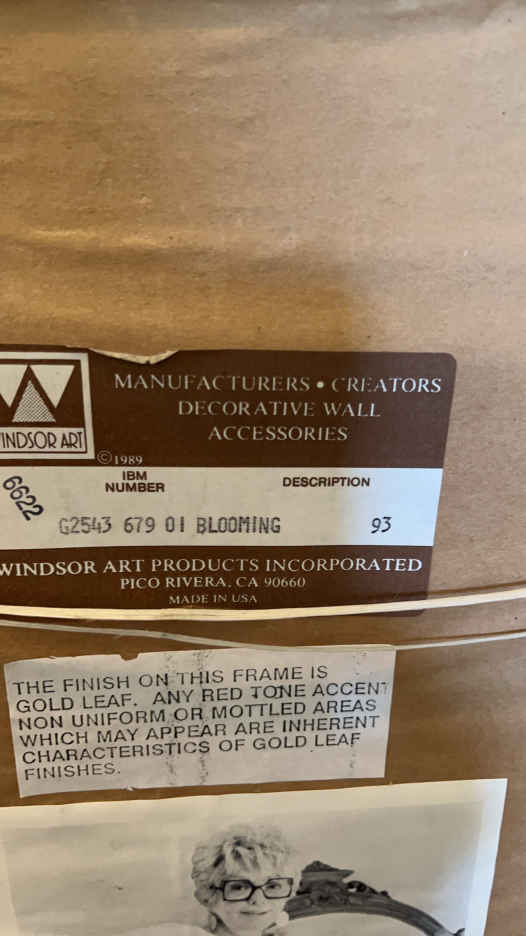 MANUFACTURERS • CREATORS
DECORATIVE WALL
ACCESSORIES
INDSOR ART
©1989
IBM
NUMBER
DESCRIPTION
6622
G2543 679 01 BLOOMING 93
WINDSOR ART PRODUCTS INCORPORATED
PICO RIVERA, CA 90660
MADE IN USA
THE FINISH ON THIS FRAME IS
GOLD LEAF. ANY RED TONE ACCENT
NON UNIFORM OR MOTTLED AREAS
WHICH MAY APPEAR ARE INHERENT
CHARACTERISTICS OF GOLD LEAF
FINISHES.